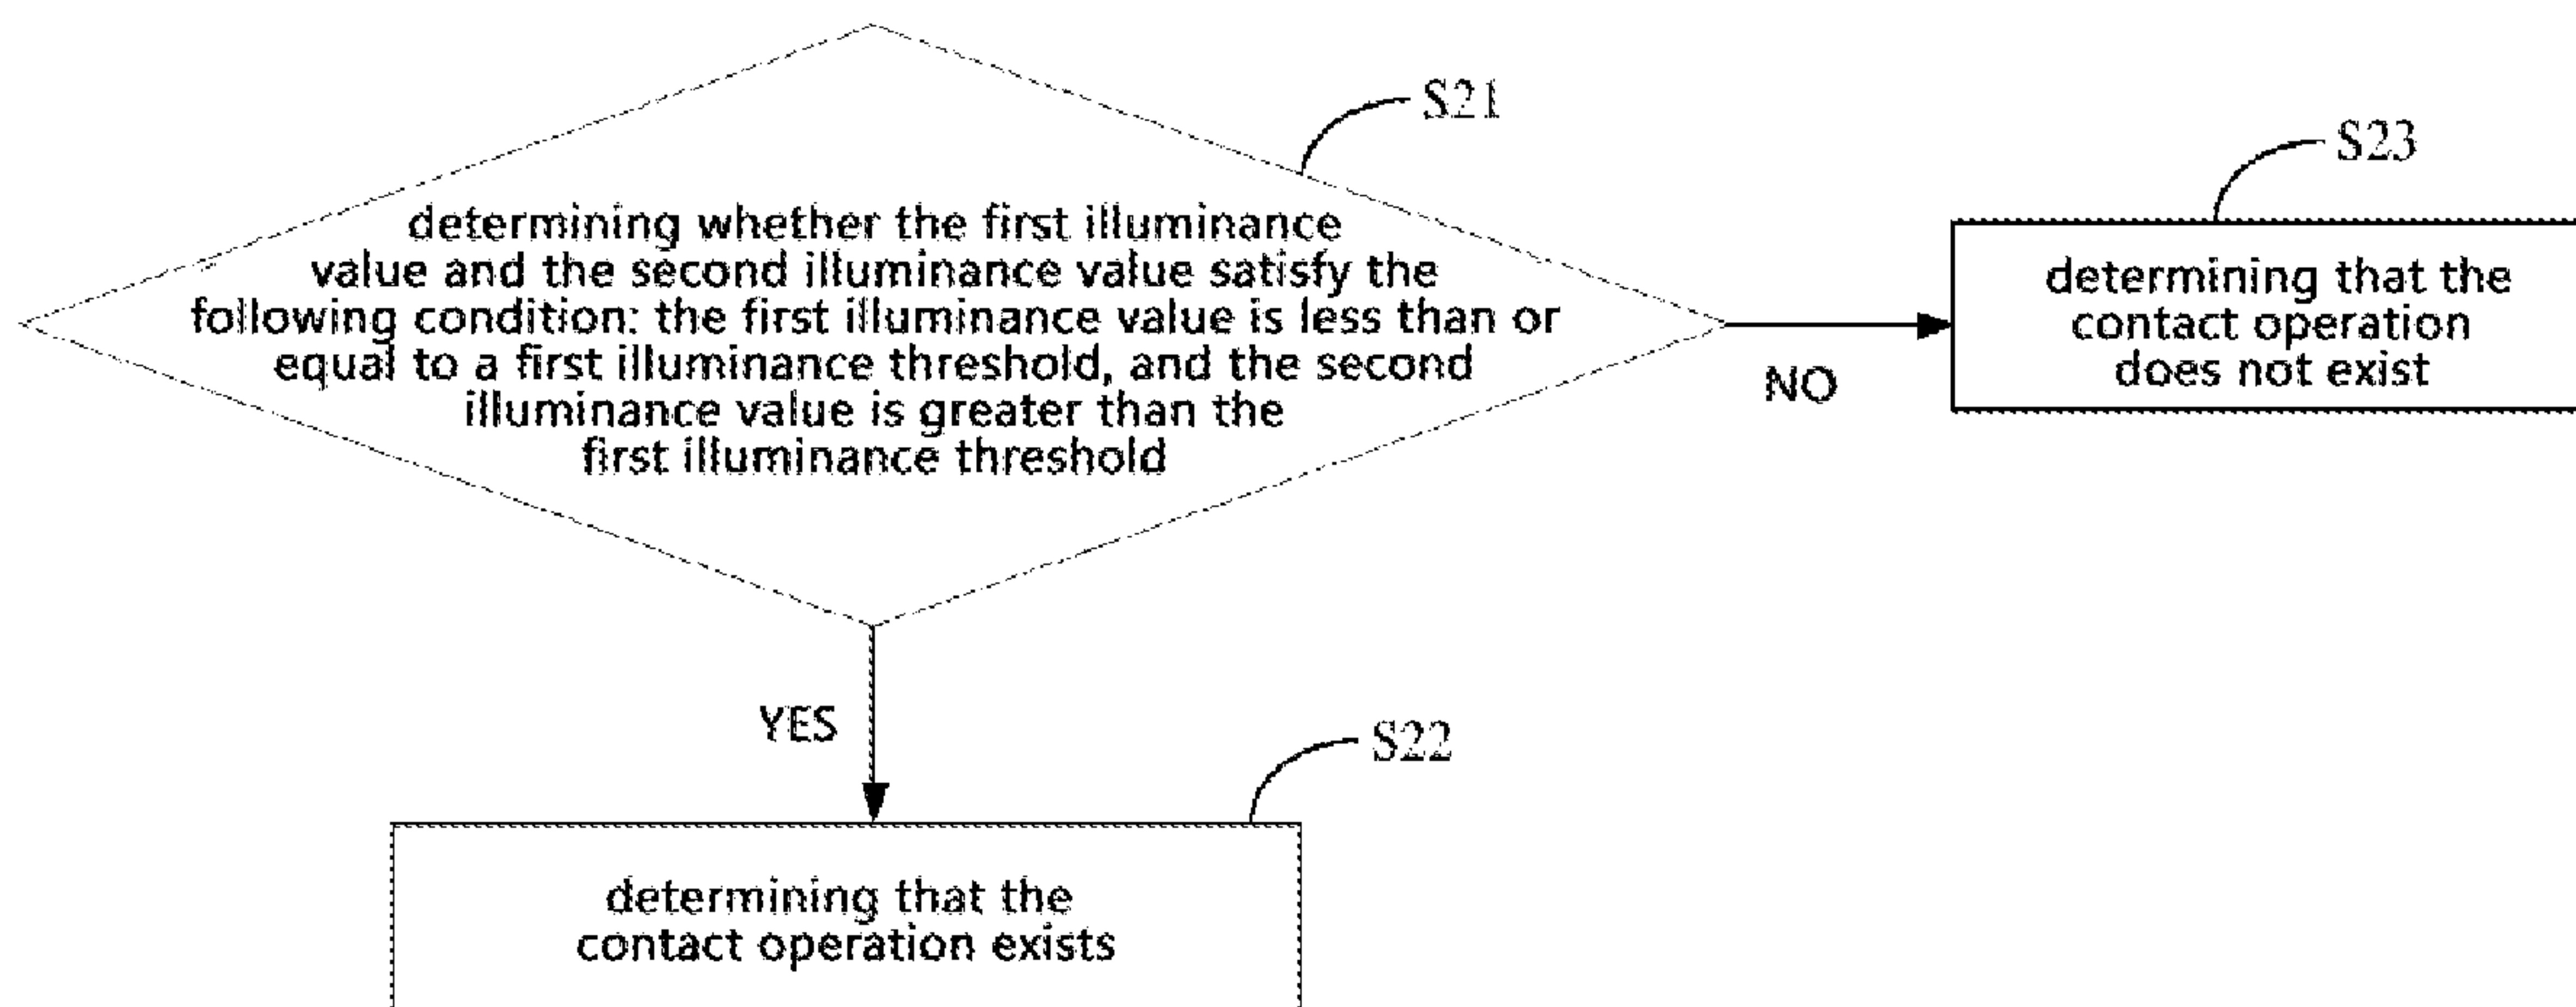 S21
determining whether the first illuminance
value and the second illuminance value satisfy the
following condition: the first illuminance value is less than or
equal to a first illuminance threshold, and the second
illuminance value is greater than the
first illuminance threshold
S23
determining that the
contact operation
does not exist
NO
YES
S22
determining that the
contact operation exists